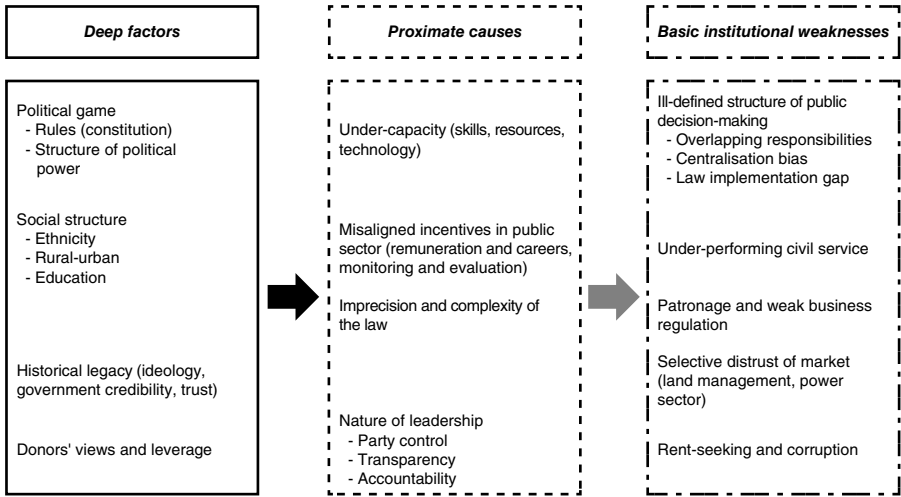 Deep factors
Proximate causes
Basic institutional weaknesses
Political game
- Rules (constitution)
- Structure of political
power
Social structure
- Ethnicity
- Rural-urban
- Education
Historical legacy (ideology,
government credibility, trust)
Donors' views and leverage
Under-capacity (skills, resources,
technology)
Misaligned incentives in public
sector (remuneration and careers,
monitoring and evaluation)
Imprecision and complexity of
the law
Nature of leadership
- Party control
- Transparency
- Accountability
Ill-defined structure of public
decision-making
- Overlapping responsibilities
- Centralisation bias
- Law implementation gap
Under-performing civil service
Patronage and weak business
regulation
Selective distrust of market
(land management, power
sector)
Rent-seeking and corruption